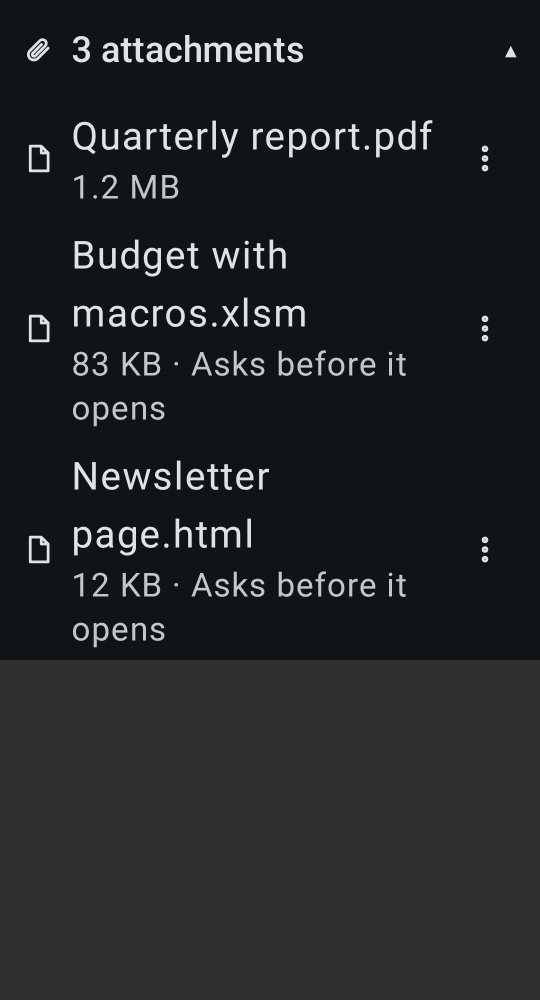 3 attachments
Quarterly report.pdf
1.2 MB
Budget with
macros.xlsm
83 KB · Asks before it
opens
Newsletter
page.html
12 KB · Asks before it
opens